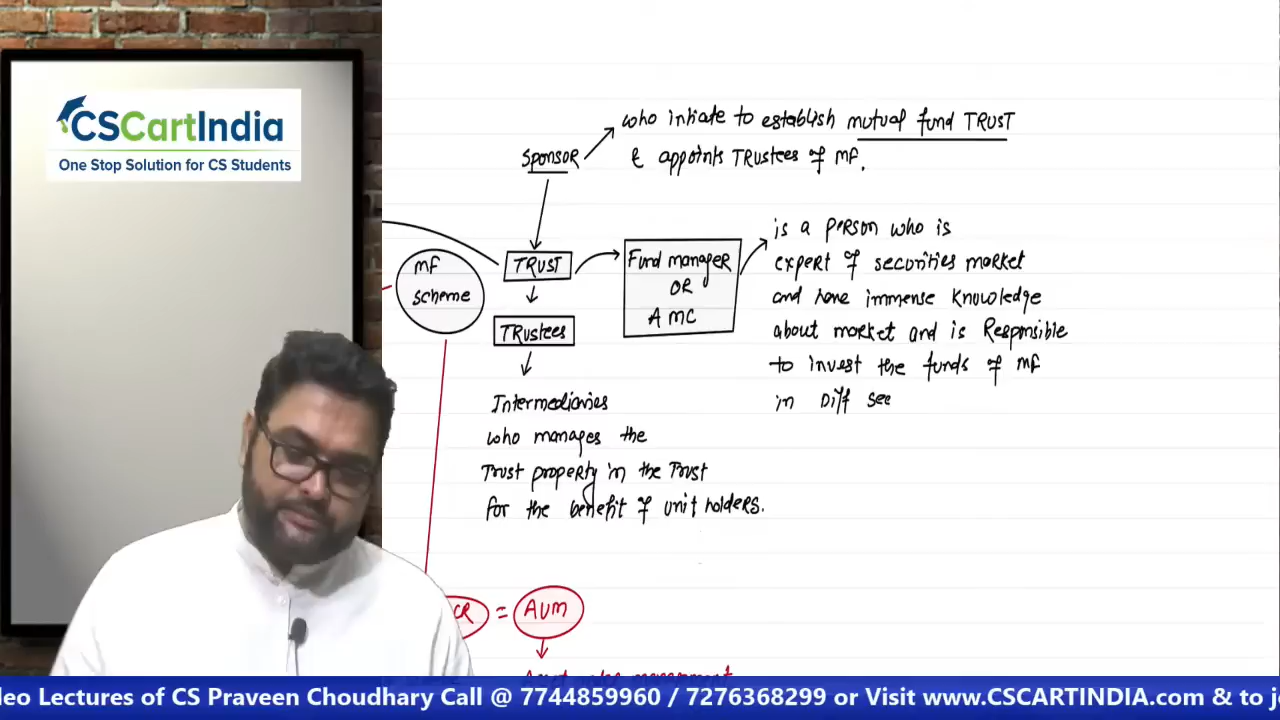 CSCartIndia
One Stop Solution for CS Students
SPONSOR
who intiate to establish mutual fund TRUST
& appoints TRustees of MF.
MF
scheme
TRUST
TRustees
Fund manager
OR
AMC
is a person who is
expert of securities market
and have immense knowledge
about market and is Responsible
to invest the funds of MF
in Diff sec
Intermediaries
who manages the
Trust property in the Trust
for the benefit of unit holders.
CR = AUM
management
deo Lectures of CS Praveen Choudhary Call @ 7744859960 / 7276368299 or Visit www.CSCARTINDIA.com & to j